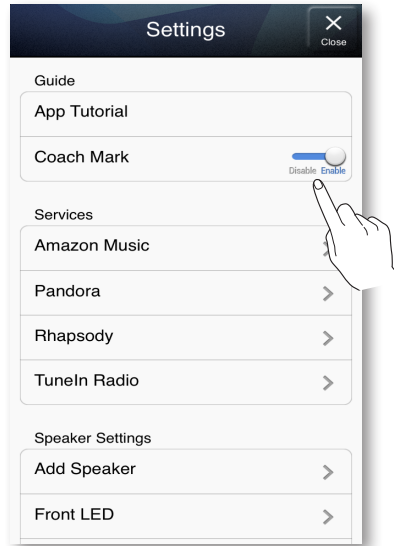 Settings
Close
Guide
App Tutorial
Coach Mark
Disable Enable
Services
Amazon Music
Pandora
Rhapsody
TuneIn Radio
Speaker Settings
Add Speaker
Front LED